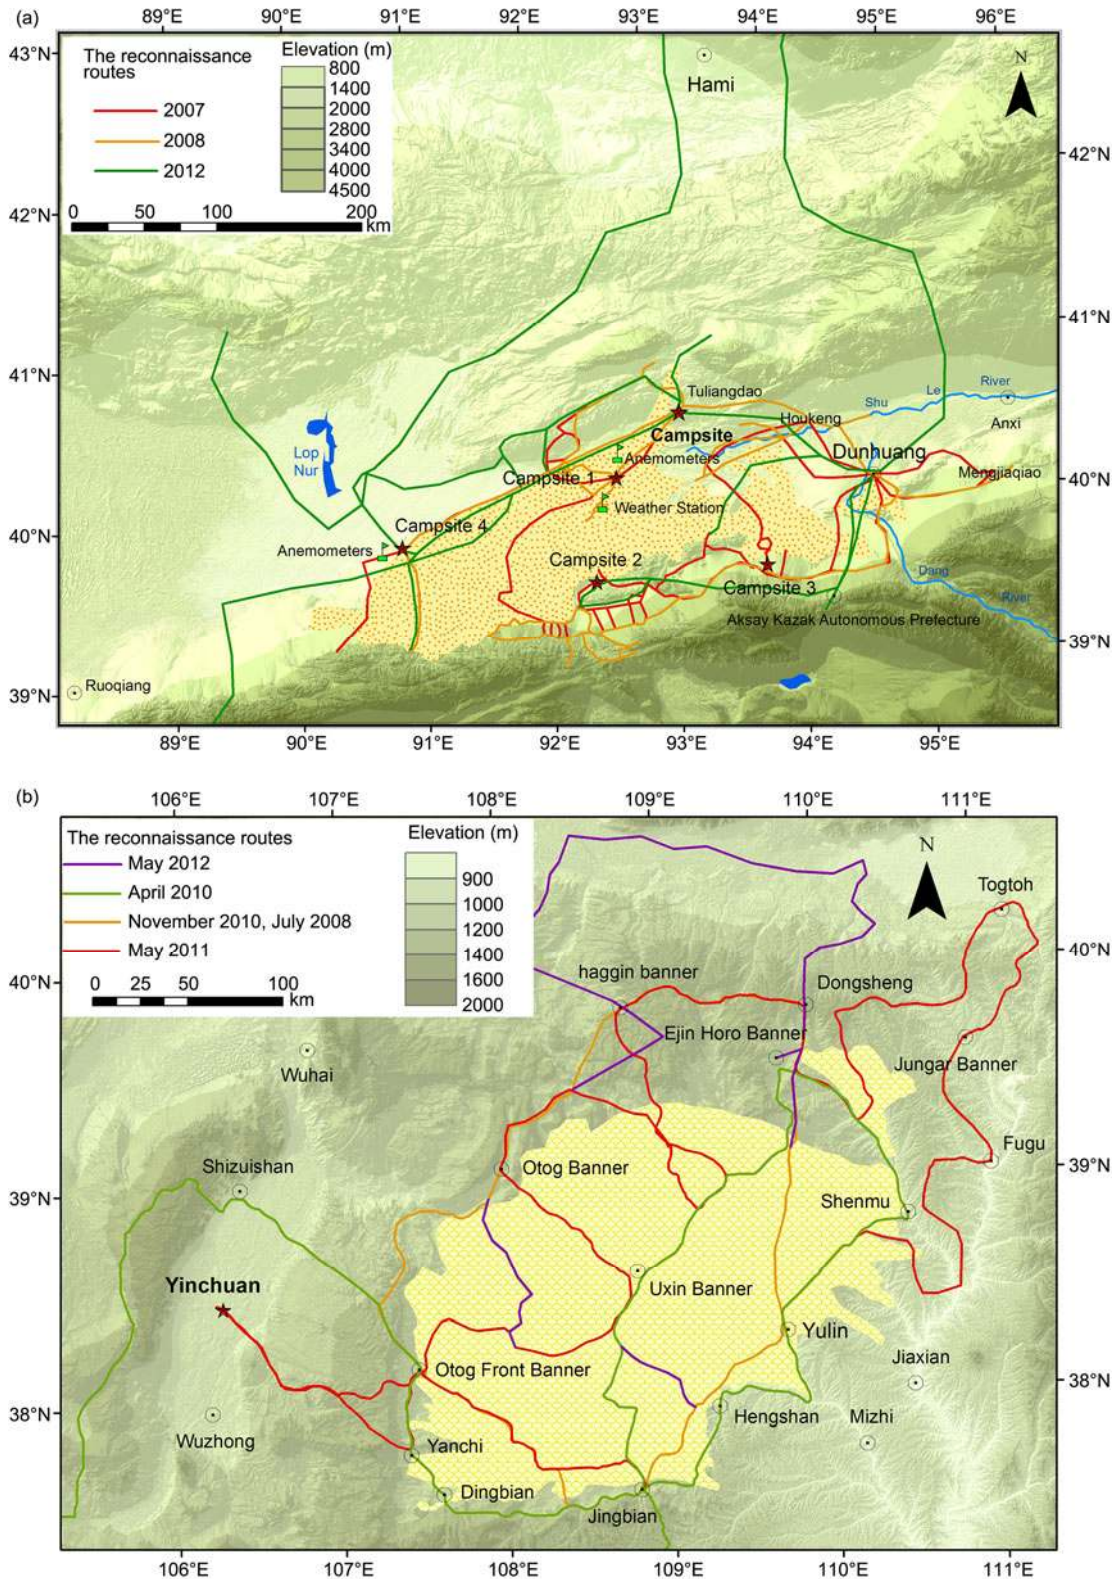 (a)
89°E 90°E 91°E 92°E 93°E 94°E 95°E 96°E
43°N
The reconnaissance
routes
2007
2008
2012
0 50 100 200
km
Elevation (m)
800
1400
2000
2800
3400
4000
4500
N
Hami
42°N
42°N
41°N
41°N
Tuliangdao
Shu Le River
Anxi
Houkeng
Campsite
Dunhuang
Lop
Nur
Anemometers
Campsite 1
Mengjiaqiao
40°N
Weather Station
Campsite 4
40°N
Anemometers
Campsite 2
Campsite 3
Dang
River
Aksay Kazak Autonomous Prefecture
39°N
Ruoqiang
39°N
89°E 90°E 91°E 92°E 93°E 94°E 95°E
(b)
106°E 107°E 108°E 109°E 110°E 111°E
The reconnaissance routes
May 2012
April 2010
November 2010, July 2008
May 2011
0 25 50 100
km
Elevation (m)
900
1000
1200
1400
1600
2000
N
Togtoh
40°N
40°N
haggin banner
Dongsheng
Ejin Horo Banner
Jungar Banner
Wuhai
Fugu
39°N
Shizuishan
Otog Banner
39°N
Shenmu
Yinchuan
Uxin Banner
Yulin
Otog Front Banner
Jiaxian
38°N
38°N
Hengshan
Mizhi
Wuzhong
Yanchi
Dingbian
Jingbian
106°E 107°E 108°E 109°E 110°E 111°E